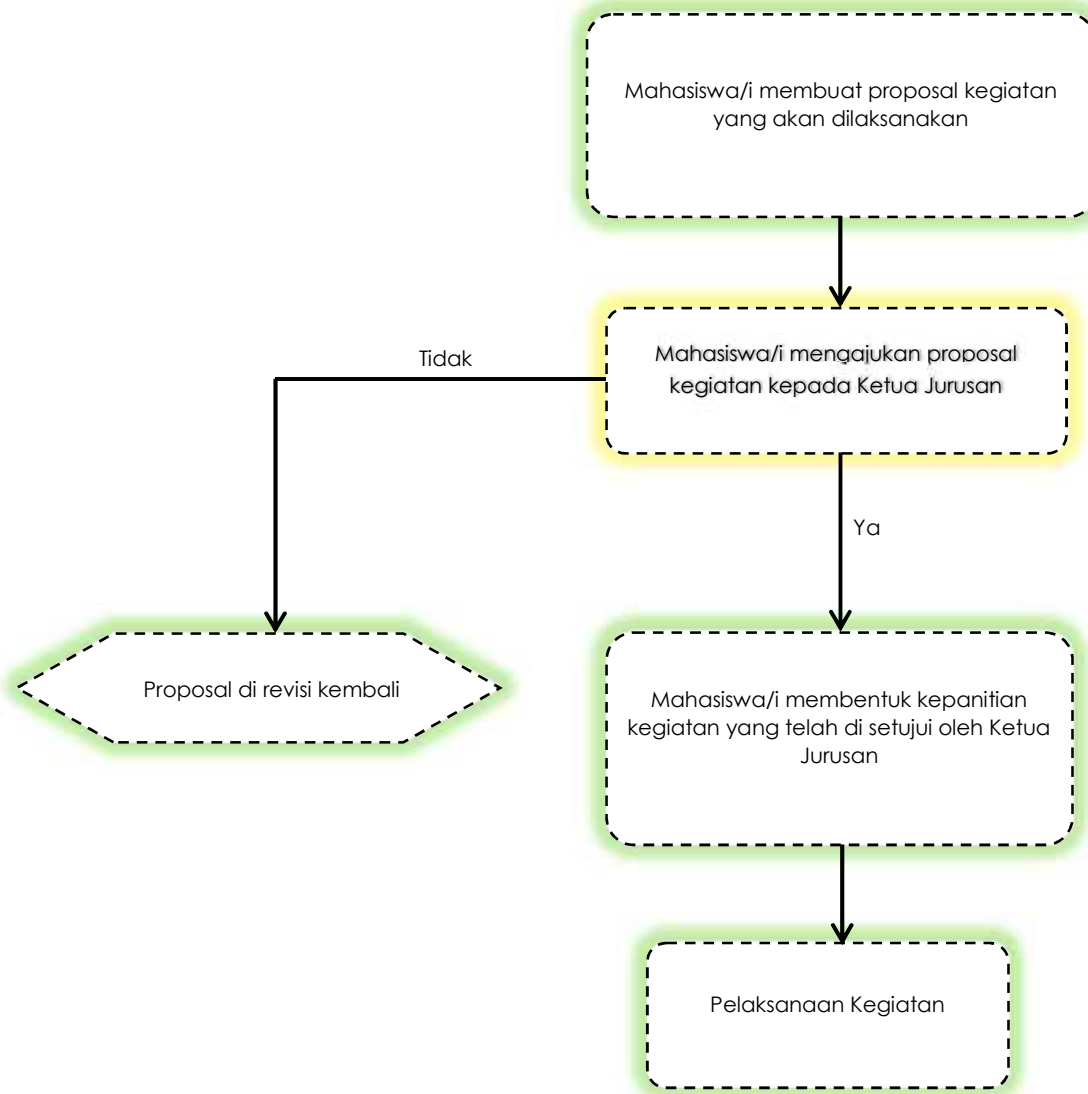 Mahasiswa/i membuat proposal kegiatan
yang akan dilaksanakan
Tidak
Mahasiswa/i mengajukan proposal
kegiatan kepada Ketua Jurusan
Ya
Proposal di revisi kembali
Mahasiswa/i membentuk kepanitian
kegiatan yang telah di setujui oleh Ketua
Jurusan
Pelaksanaan Kegiatan